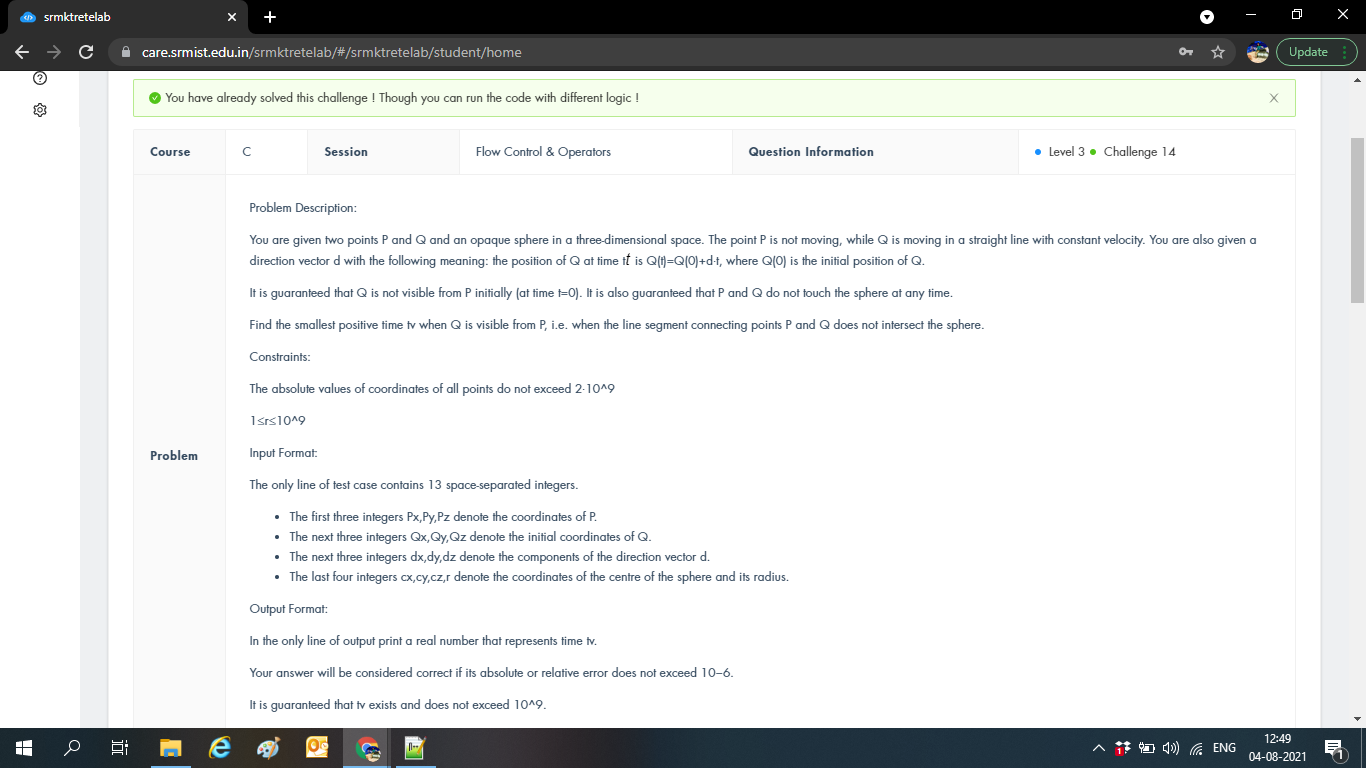 srmktretelab
care.srmist.edu.in/srmktretelab/#/srmktretelab/student/home
Update
You have already solved this challenge ! Though you can run the code with different logic !
Course C Session Flow Control & Operators Question Information Level 3 Challenge 14
Problem
Problem Description:
You are given two points P and Q and an opaque sphere in a three-dimensional space. The point P is not moving, while Q is moving in a straight line with constant velocity. You are also given a
direction vector d with the following meaning: the position of Q at time tt is Q(t)=Q(0)+d·t, where Q(0) is the initial position of Q.
It is guaranteed that Q is not visible from P initially (at time t=0). It is also guaranteed that P and Q do not touch the sphere at any time.
Find the smallest positive time tv when Q is visible from P, i.e. when the line segment connecting points P and Q does not intersect the sphere.
Constraints:
The absolute values of coordinates of all points do not exceed 2·10^9
1≤r≤10^9
Input Format:
The only line of test case contains 13 space-separated integers.
• The first three integers Px,Py,Pz denote the coordinates of P.
• The next three integers Qx,Qy,Qz denote the initial coordinates of Q.
• The next three integers dx,dy,dz denote the components of the direction vector d.
• The last four integers cx,cy,cz,r denote the coordinates of the centre of the sphere and its radius.
Output Format:
In the only line of output print a real number that represents time tv.
Your answer will be considered correct if its absolute or relative error does not exceed 10−6.
It is guaranteed that tv exists and does not exceed 10^9.
ENG
12:49
04-08-2021
1